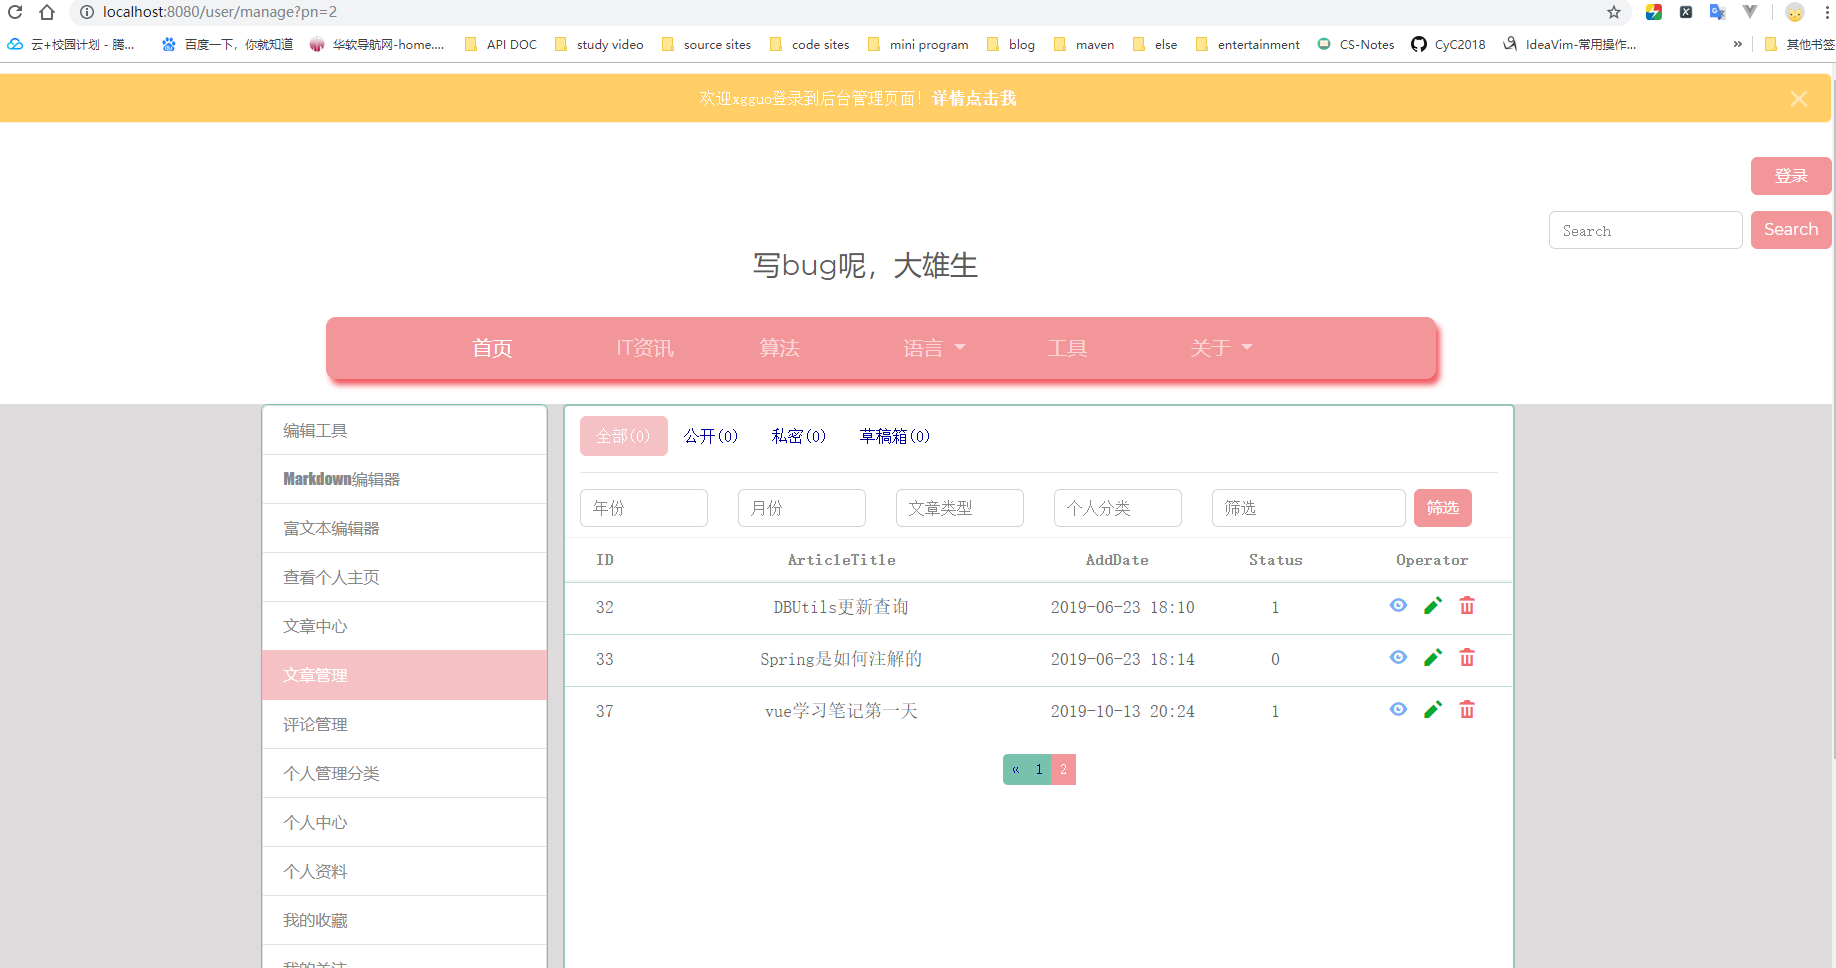 localhost:8080/user/manage?pn=2
云+校园计划 - 腾... 百度一下，你就知道 华软导航网-home.... API DOC study video source sites code sites mini program blog maven else entertainment CS-Notes CyC2018 IdeaVim-常用操作... » 其他书签
欢迎xgguo登录到后台管理页面！详情点击我
登录
Search Search
写bug呢，大雄生
首页 IT资讯 算法 语言 工具 关于
编辑工具
Markdown编辑器
富文本编辑器
查看个人主页
文章中心
文章管理
评论管理
个人管理分类
个人中心
个人资料
我的收藏
我的关注
全部(0) 公开(0) 私密(0) 草稿箱(0)
年份 月份 文章类型 个人分类 筛选 筛选
ID ArticleTitle AddDate Status Operator
32 DBUtils更新查询 2019-06-23 18:10 1
33 Spring是如何注解的 2019-06-23 18:14 0
37 vue学习笔记第一天 2019-10-13 20:24 1
« 1 2